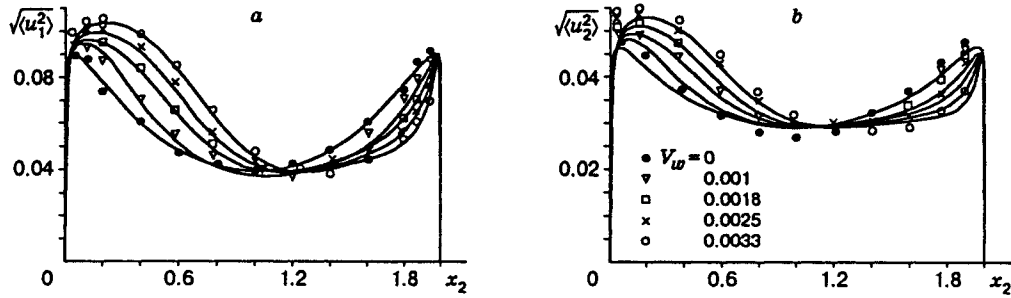 √⟨u₁²⟩ a
0.08
0.04
0 0.6 1.2 1.8 x₂
√⟨u₂²⟩ b
0.04
0.02
0 0.6 1.2 1.8 x₂
● V_w = 0
▽ 0.001
□ 0.0018
× 0.0025
○ 0.0033